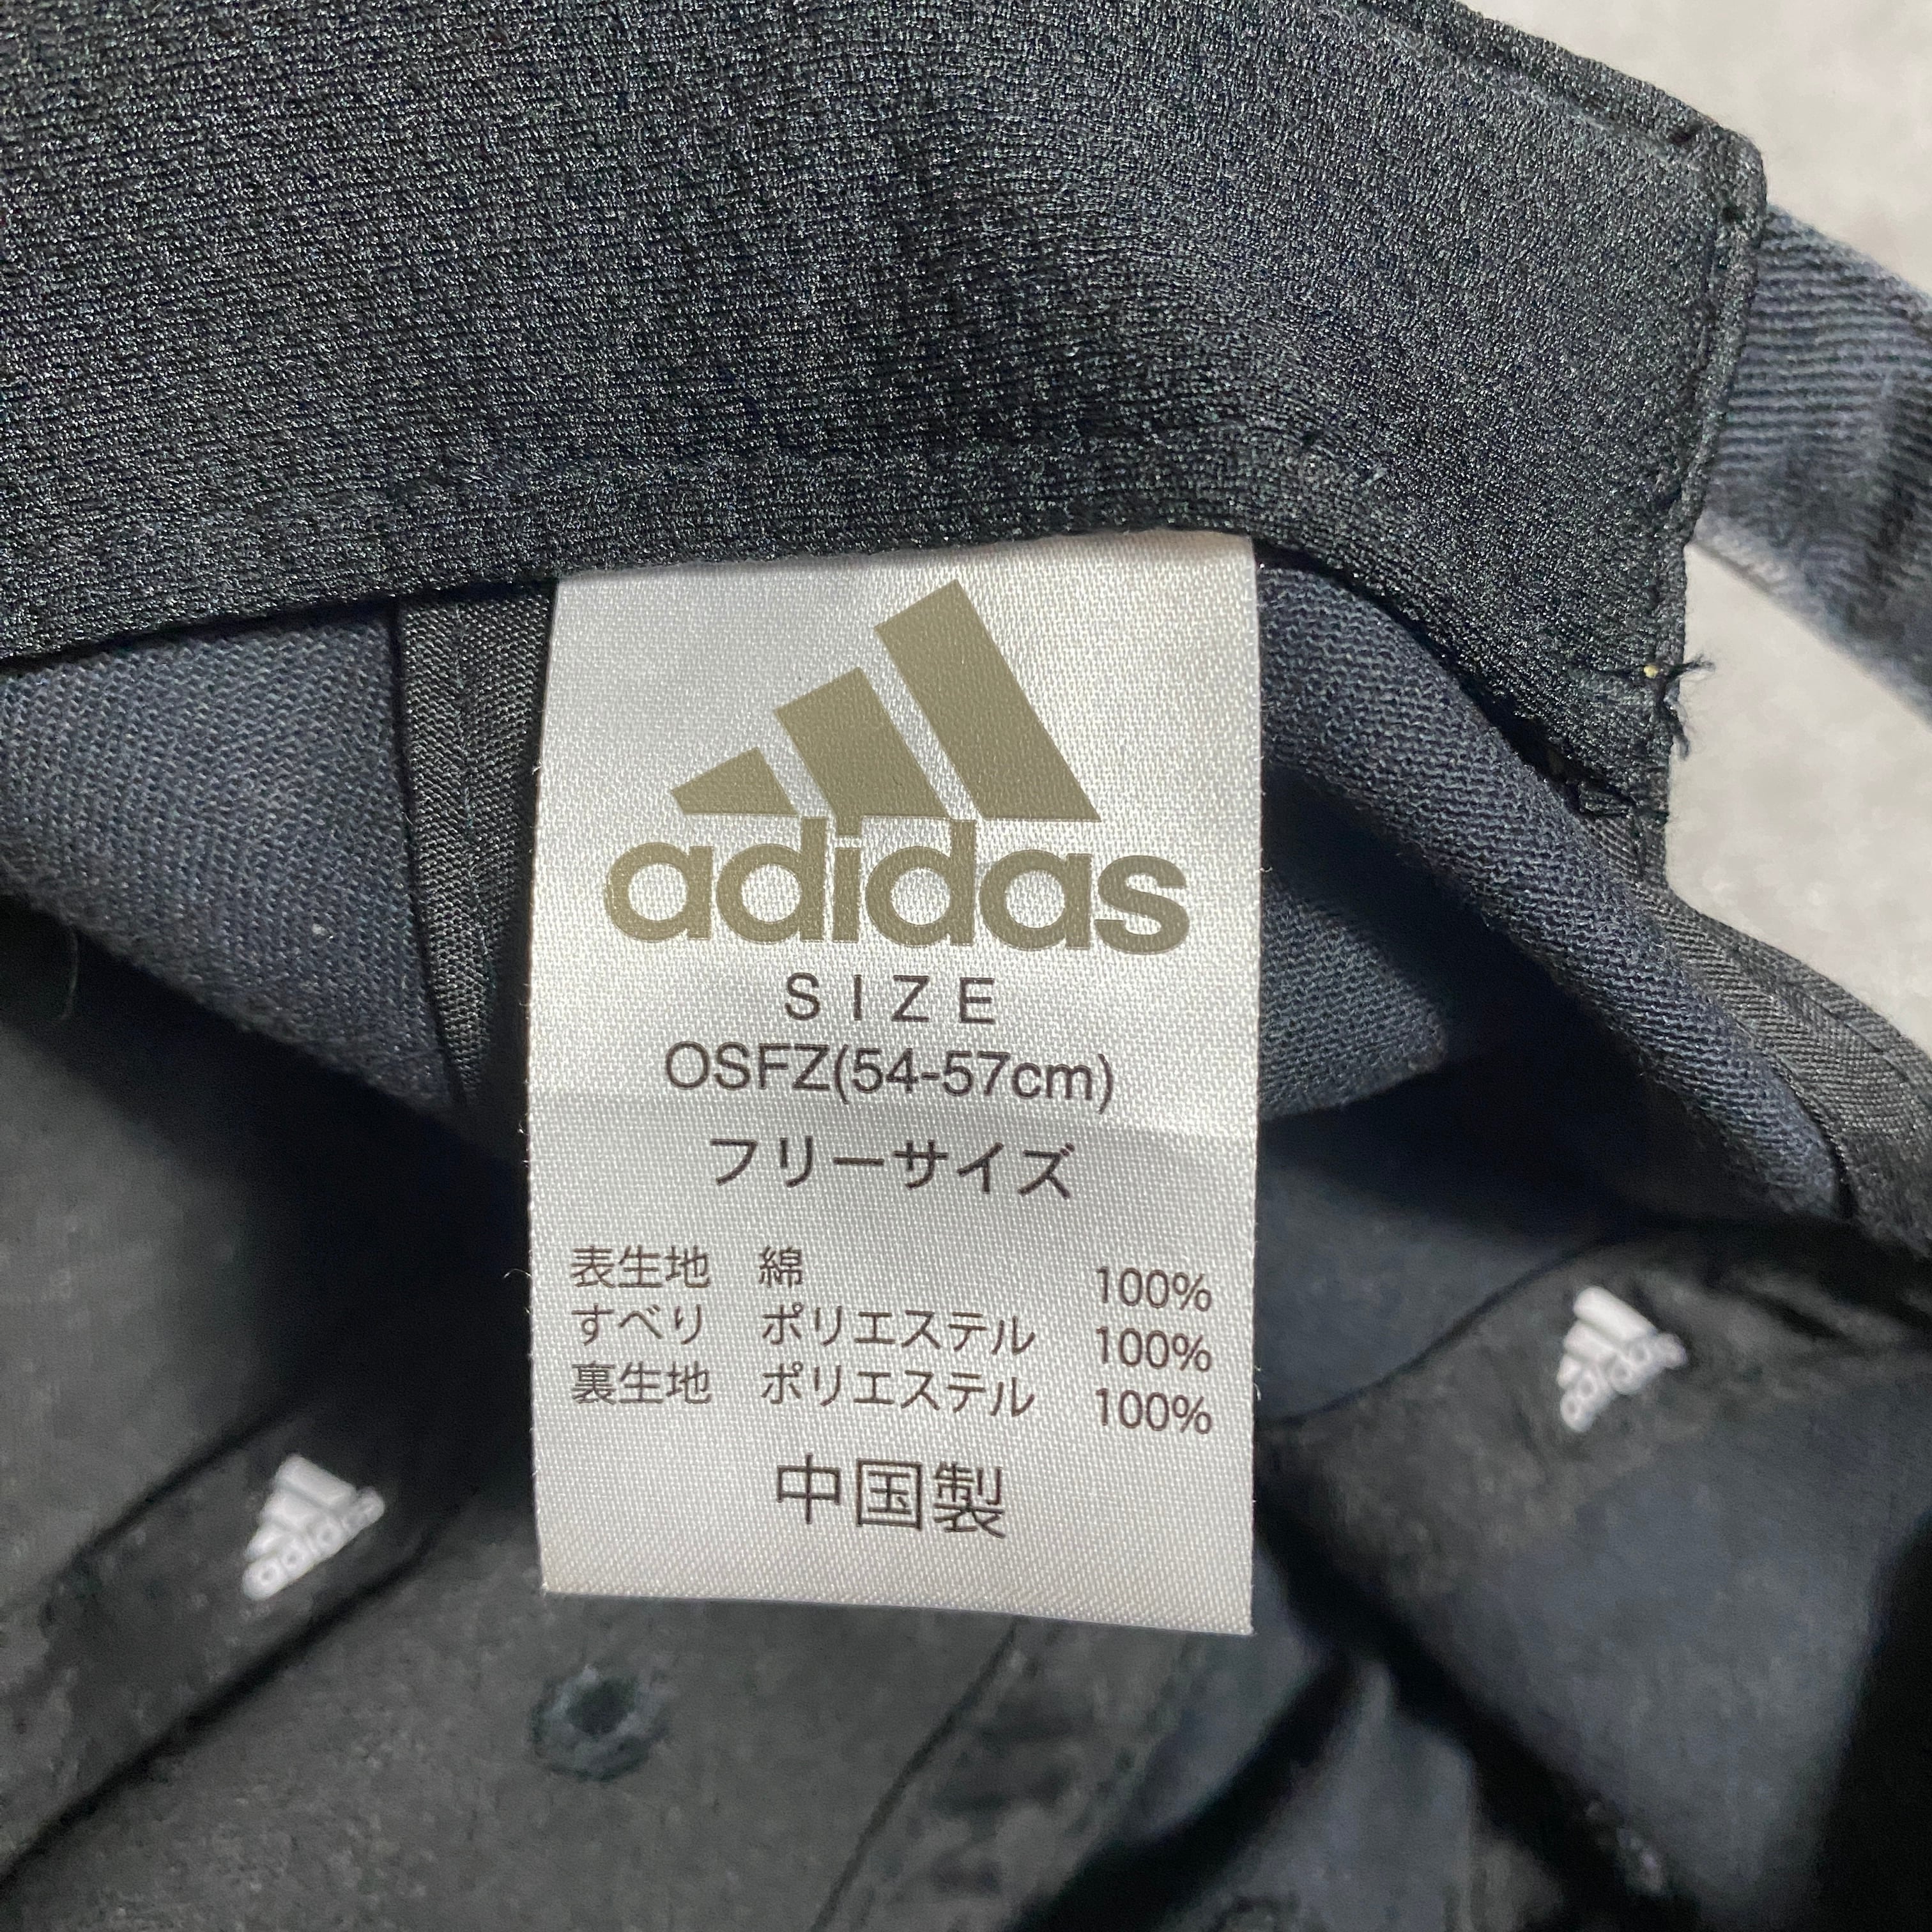 adidas
SIZE
OSFZ(54-57cm)
フリーサイズ
表生地 綿 100%
すべり ポリエステル 100%
裏生地 ポリエステル 100%
中国製
adidas
adidas